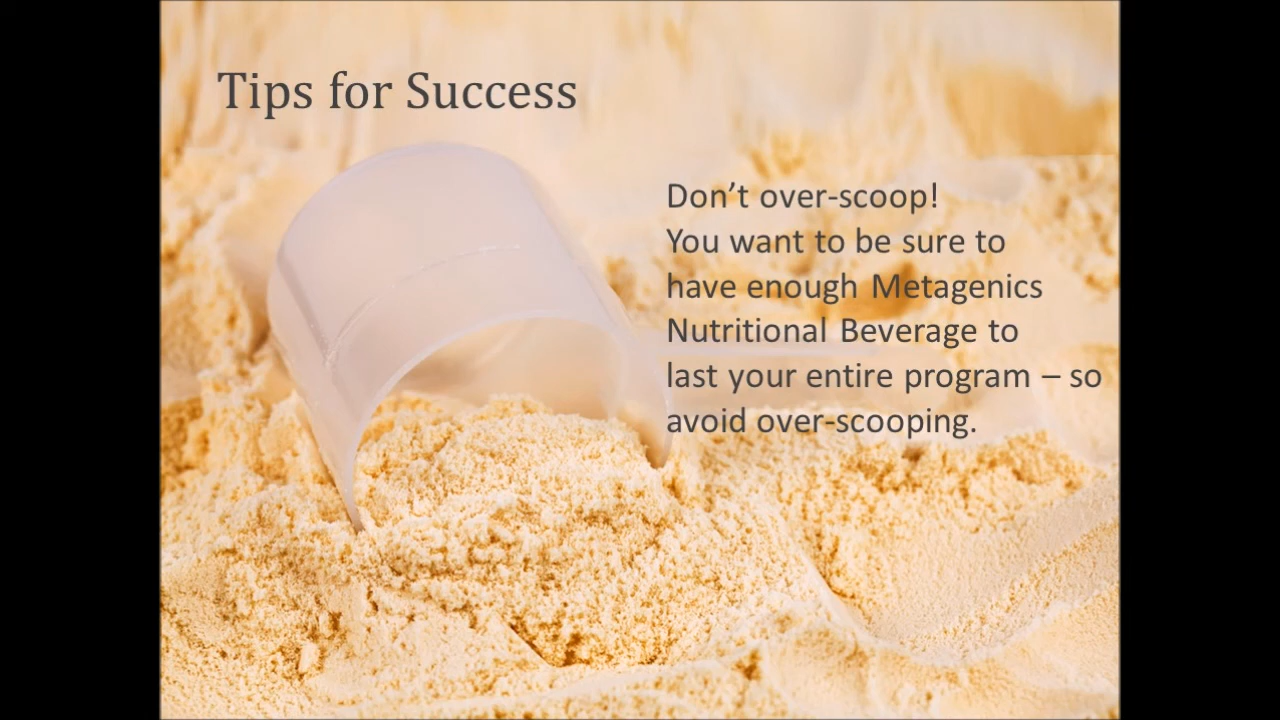 Tips for Success
Don’t over-scoop!
You want to be sure to
have enough Metagenics
Nutritional Beverage to
last your entire program – so
avoid over-scooping.